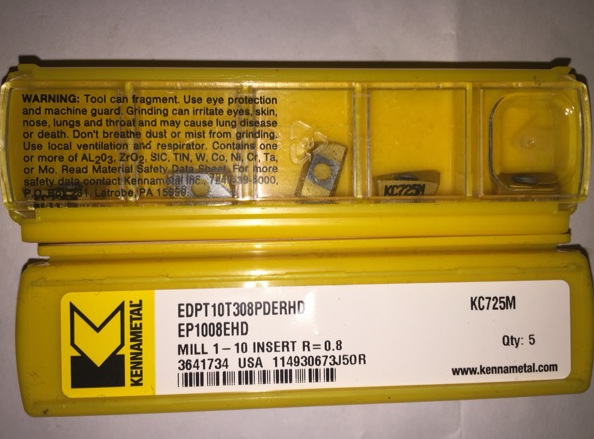 WARNING: Tool can fragment. Use eye protection
and machine guard. Grinding can irritate eyes, skin,
nose, lungs and throat and may cause lung disease
or death. Don't breathe dust or mist from grinding.
Use local ventilation and respirator. Contains one
or more of AL2O3, ZrO2, SIC, TIN, W, Co, Ni, Cr, Ta,
or Mo. Read Material Safety Data Sheet. For more
safety data contact Kennametal Inc.,
Latrobe, PA
KC725M
KENNAMETAL
EDPT10T308PDERHD
EP1008EHD
MILL 1-10 INSERT R=0.8
3641734 USA 114930673J50R
KC725M
Qty: 5
www.kennametal.com